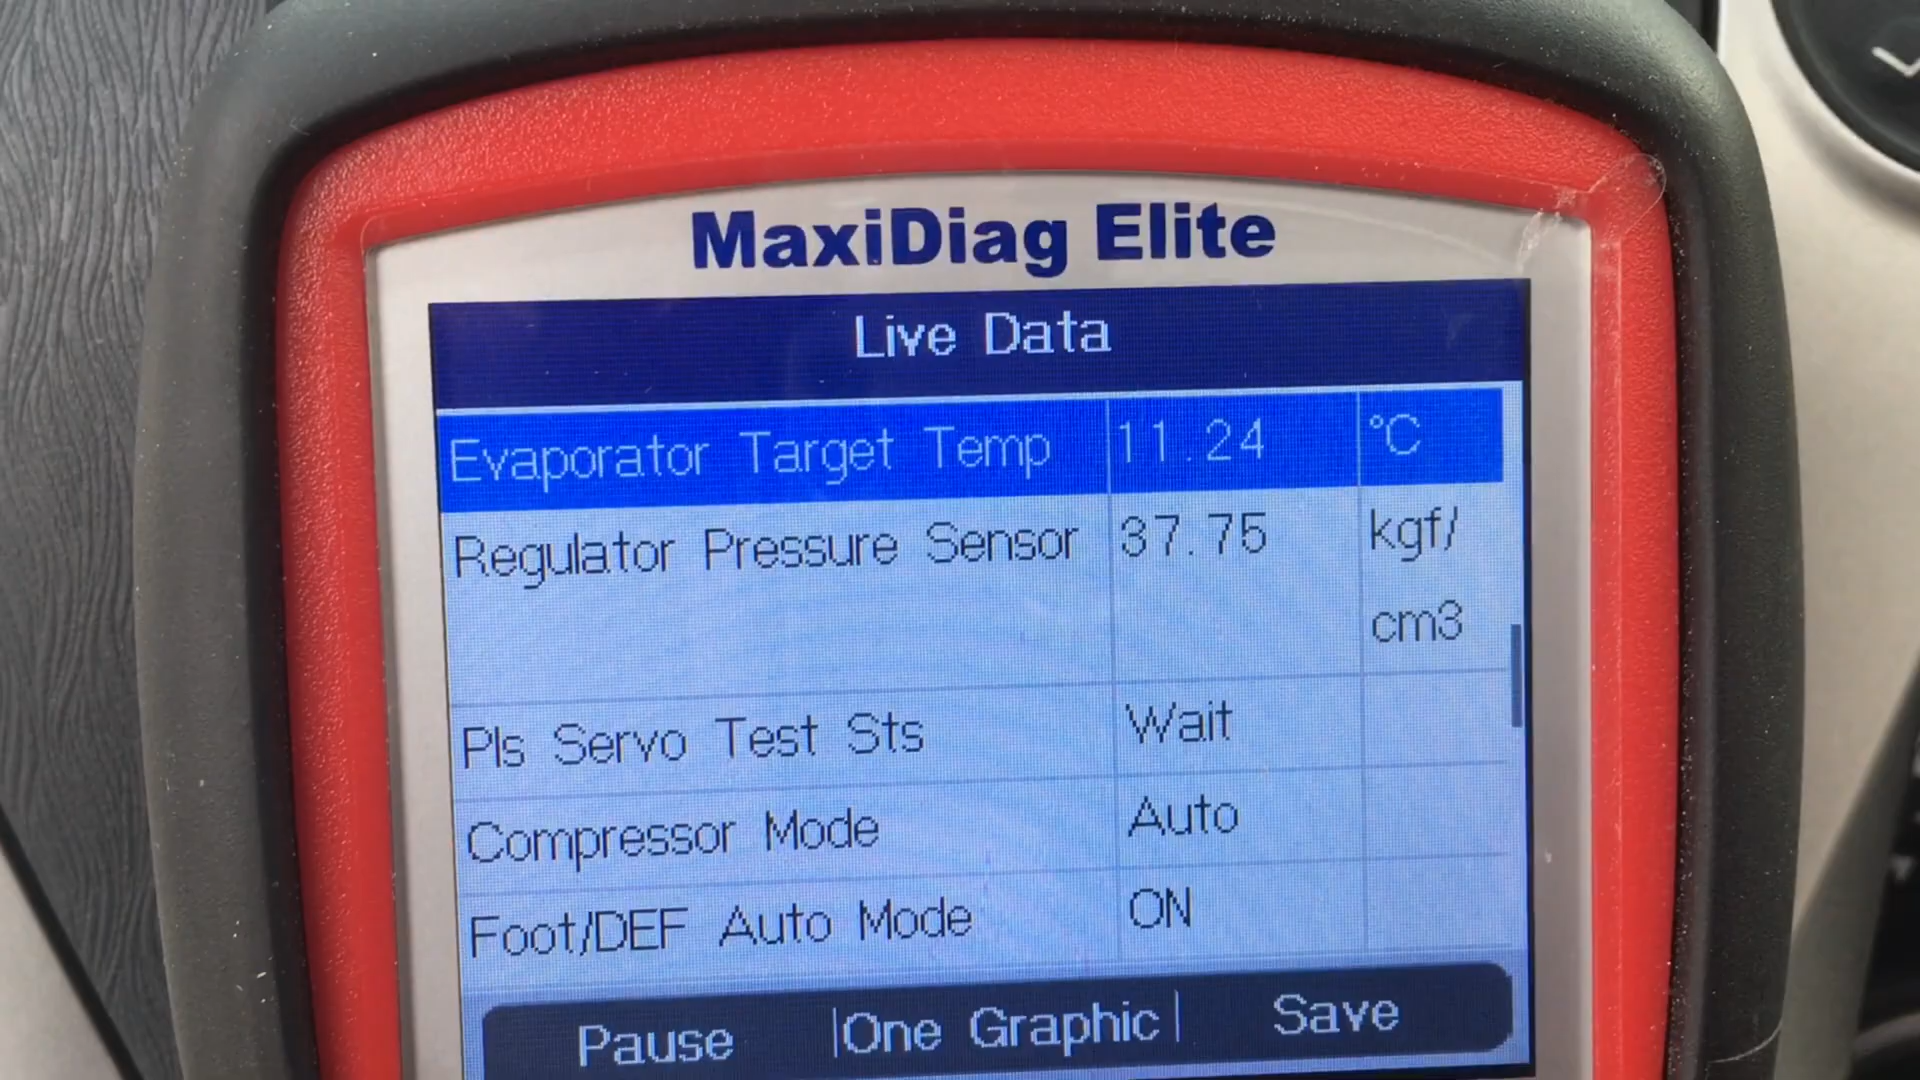 MaxiDiag Elite
Live Data
Evaporator Target Temp 11.24 °C
Regulator Pressure Sensor 37.75 kgf/
cm3
Pls Servo Test Sts Wait
Compressor Mode Auto
Foot/DEF Auto Mode ON
Pause |One Graphic| Save